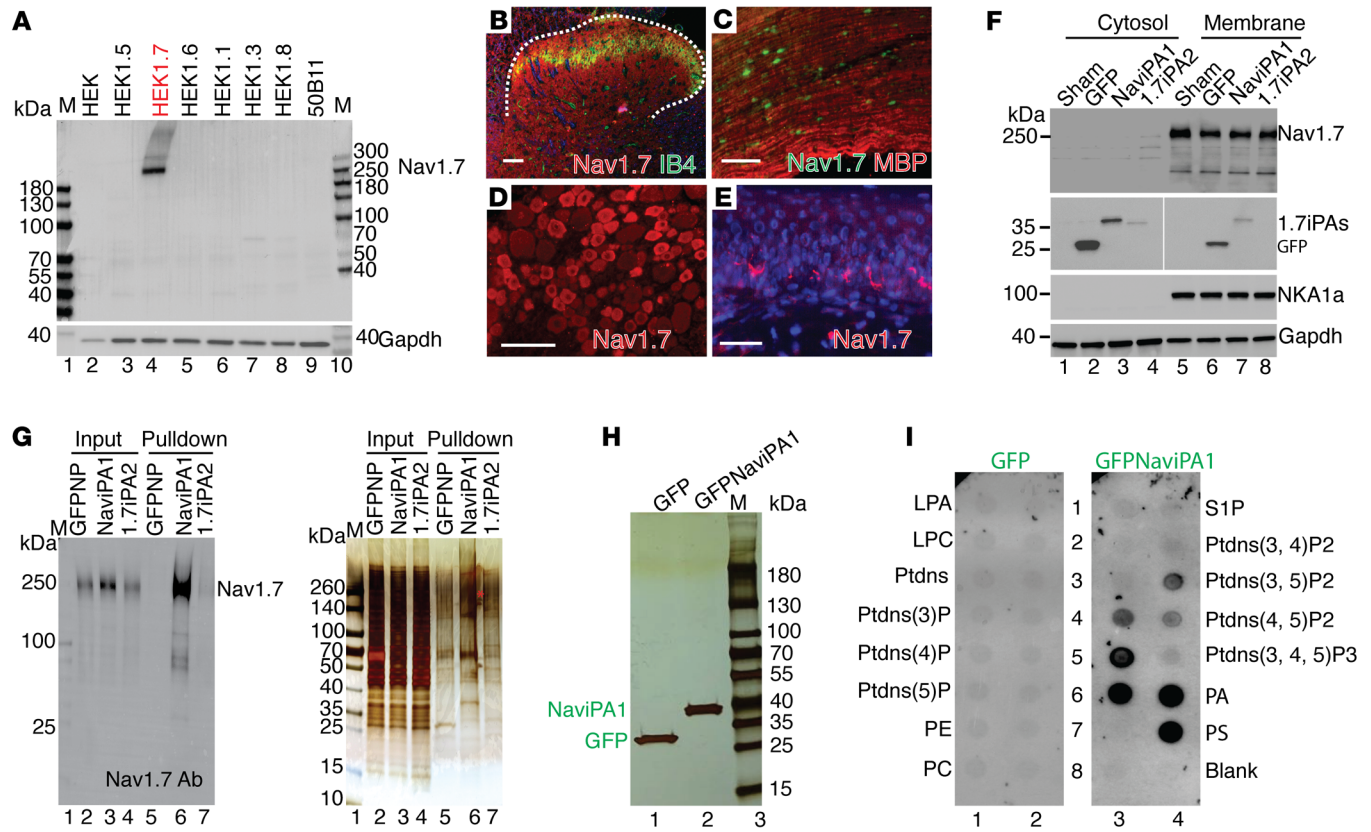 A
kDa M HEK HEK1.5 HEK1.7 HEK1.6 HEK1.1 HEK1.3 HEK1.8 50B11 M
180
130
100
70
55
40
40
300
250
180
100
70
50
40
40
Nav1.7
Gapdh
1 2 3 4 5 6 7 8 9 10
B
Nav1.7 IB4
C
Nav1.7 MBP
D
Nav1.7
E
Nav1.7
F
Cytosol Membrane
Sham GFP NaviPA1 1.7iPA2 Sham GFP NaviPA1 1.7iPA2
kDa
250
Nav1.7
35
25
1.7iPAs
GFP
100
NKA1a
40
Gapdh
1 2 3 4 5 6 7 8
G
Input Pulldown
M GFPNP NaviPA1 1.7iPA2 GFPNP NaviPA1 1.7iPA2
kDa
250
100
25
Nav1.7
Nav1.7 Ab
1 2 3 4 5 6 7
Input Pulldown
kDa M GFPNP NaviPA1 1.7iPA2 GFPNP NaviPA1 1.7iPA2
260
140
100
70
50
40
35
25
15
10
1 2 3 4 5 6 7
H
GFP GFPNaviPA1 M kDa
180
130
100
70
55
40
35
25
15
NaviPA1
GFP
1 2 3
I
GFP GFPNaviPA1
LPA 1 S1P
LPC 2 Ptdns(3, 4)P2
Ptdns 3 Ptdns(3, 5)P2
Ptdns(3)P 4 Ptdns(4, 5)P2
Ptdns(4)P 5 Ptdns(3, 4, 5)P3
Ptdns(5)P 6 PA
PE 7 PS
PC 8 Blank
1 2 3 4